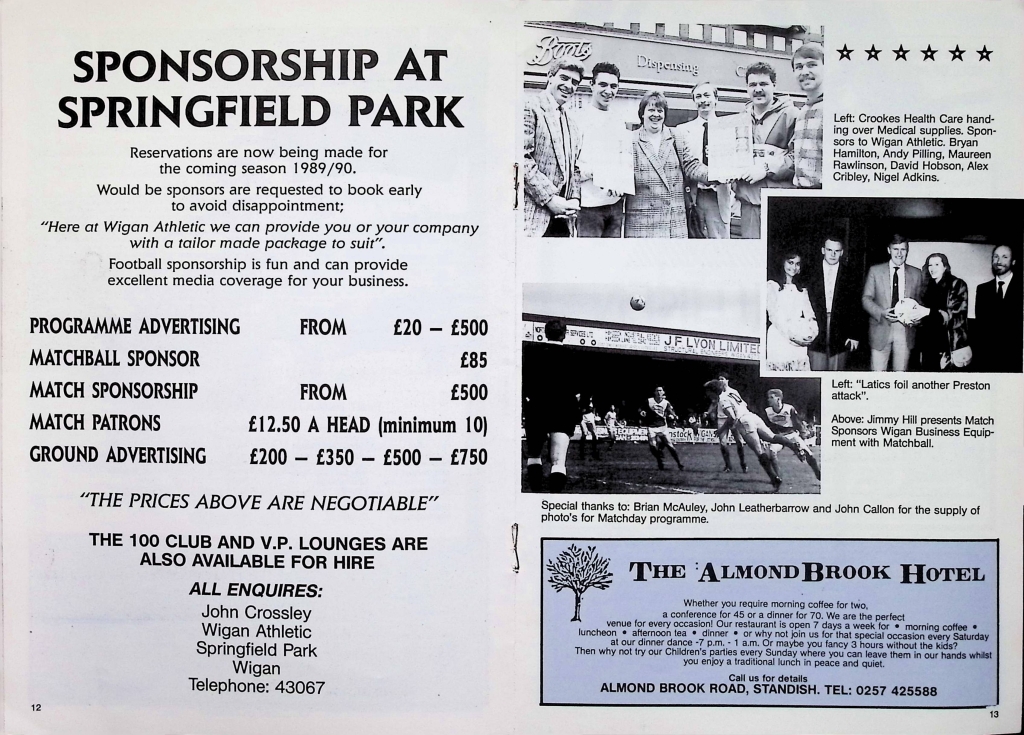 SPONSORSHIP AT
SPRINGFIELD PARK
Reservations are now being made for
the coming season 1989/90.
Would be sponsors are requested to book early
to avoid disappointment;
“Here at Wigan Athletic we can provide you or your company
with a tailor made package to suit”.
Football sponsorship is fun and can provide
excellent media coverage for your business.
PROGRAMME ADVERTISING FROM £20 – £500
MATCHBALL SPONSOR £85
MATCH SPONSORSHIP FROM £500
MATCH PATRONS £12.50 A HEAD (minimum 10)
GROUND ADVERTISING £200 – £350 – £500 – £750
“THE PRICES ABOVE ARE NEGOTIABLE”
THE 100 CLUB AND V.P. LOUNGES ARE
ALSO AVAILABLE FOR HIRE
ALL ENQUIRES:
John Crossley
Wigan Athletic
Springfield Park
Wigan
Telephone: 43067
12
Boots
Dispensing
Left: Crookes Health Care hand-
ing over Medical supplies. Spon-
sors to Wigan Athletic. Bryan
Hamilton, Andy Pilling, Maureen
Rawlinson, David Hobson, Alex
Cribley, Nigel Adkins.
J F LYON LIMITED
Left: “Latics foil another Preston
attack”.
Above: Jimmy Hill presents Match
Sponsors Wigan Business Equip-
ment with Matchball.
Special thanks to: Brian McAuley, John Leatherbarrow and John Callon for the supply of
photo's for Matchday programme.
THE ALMOND BROOK HOTEL
Whether you require morning coffee for two,
a conference for 45 or a dinner for 70. We are the perfect
venue for every occasion! Our restaurant is open 7 days a week for • morning coffee •
luncheon • afternoon tea • dinner • or why not join us for that special occasion every Saturday
at our dinner dance -7 p.m. - 1 a.m. Or maybe you fancy 3 hours without the kids?
Then why not try our Children's parties every Sunday where you can leave them in our hands whilst
you enjoy a traditional lunch in peace and quiet.
Call us for details
ALMOND BROOK ROAD, STANDISH. TEL: 0257 425588
13